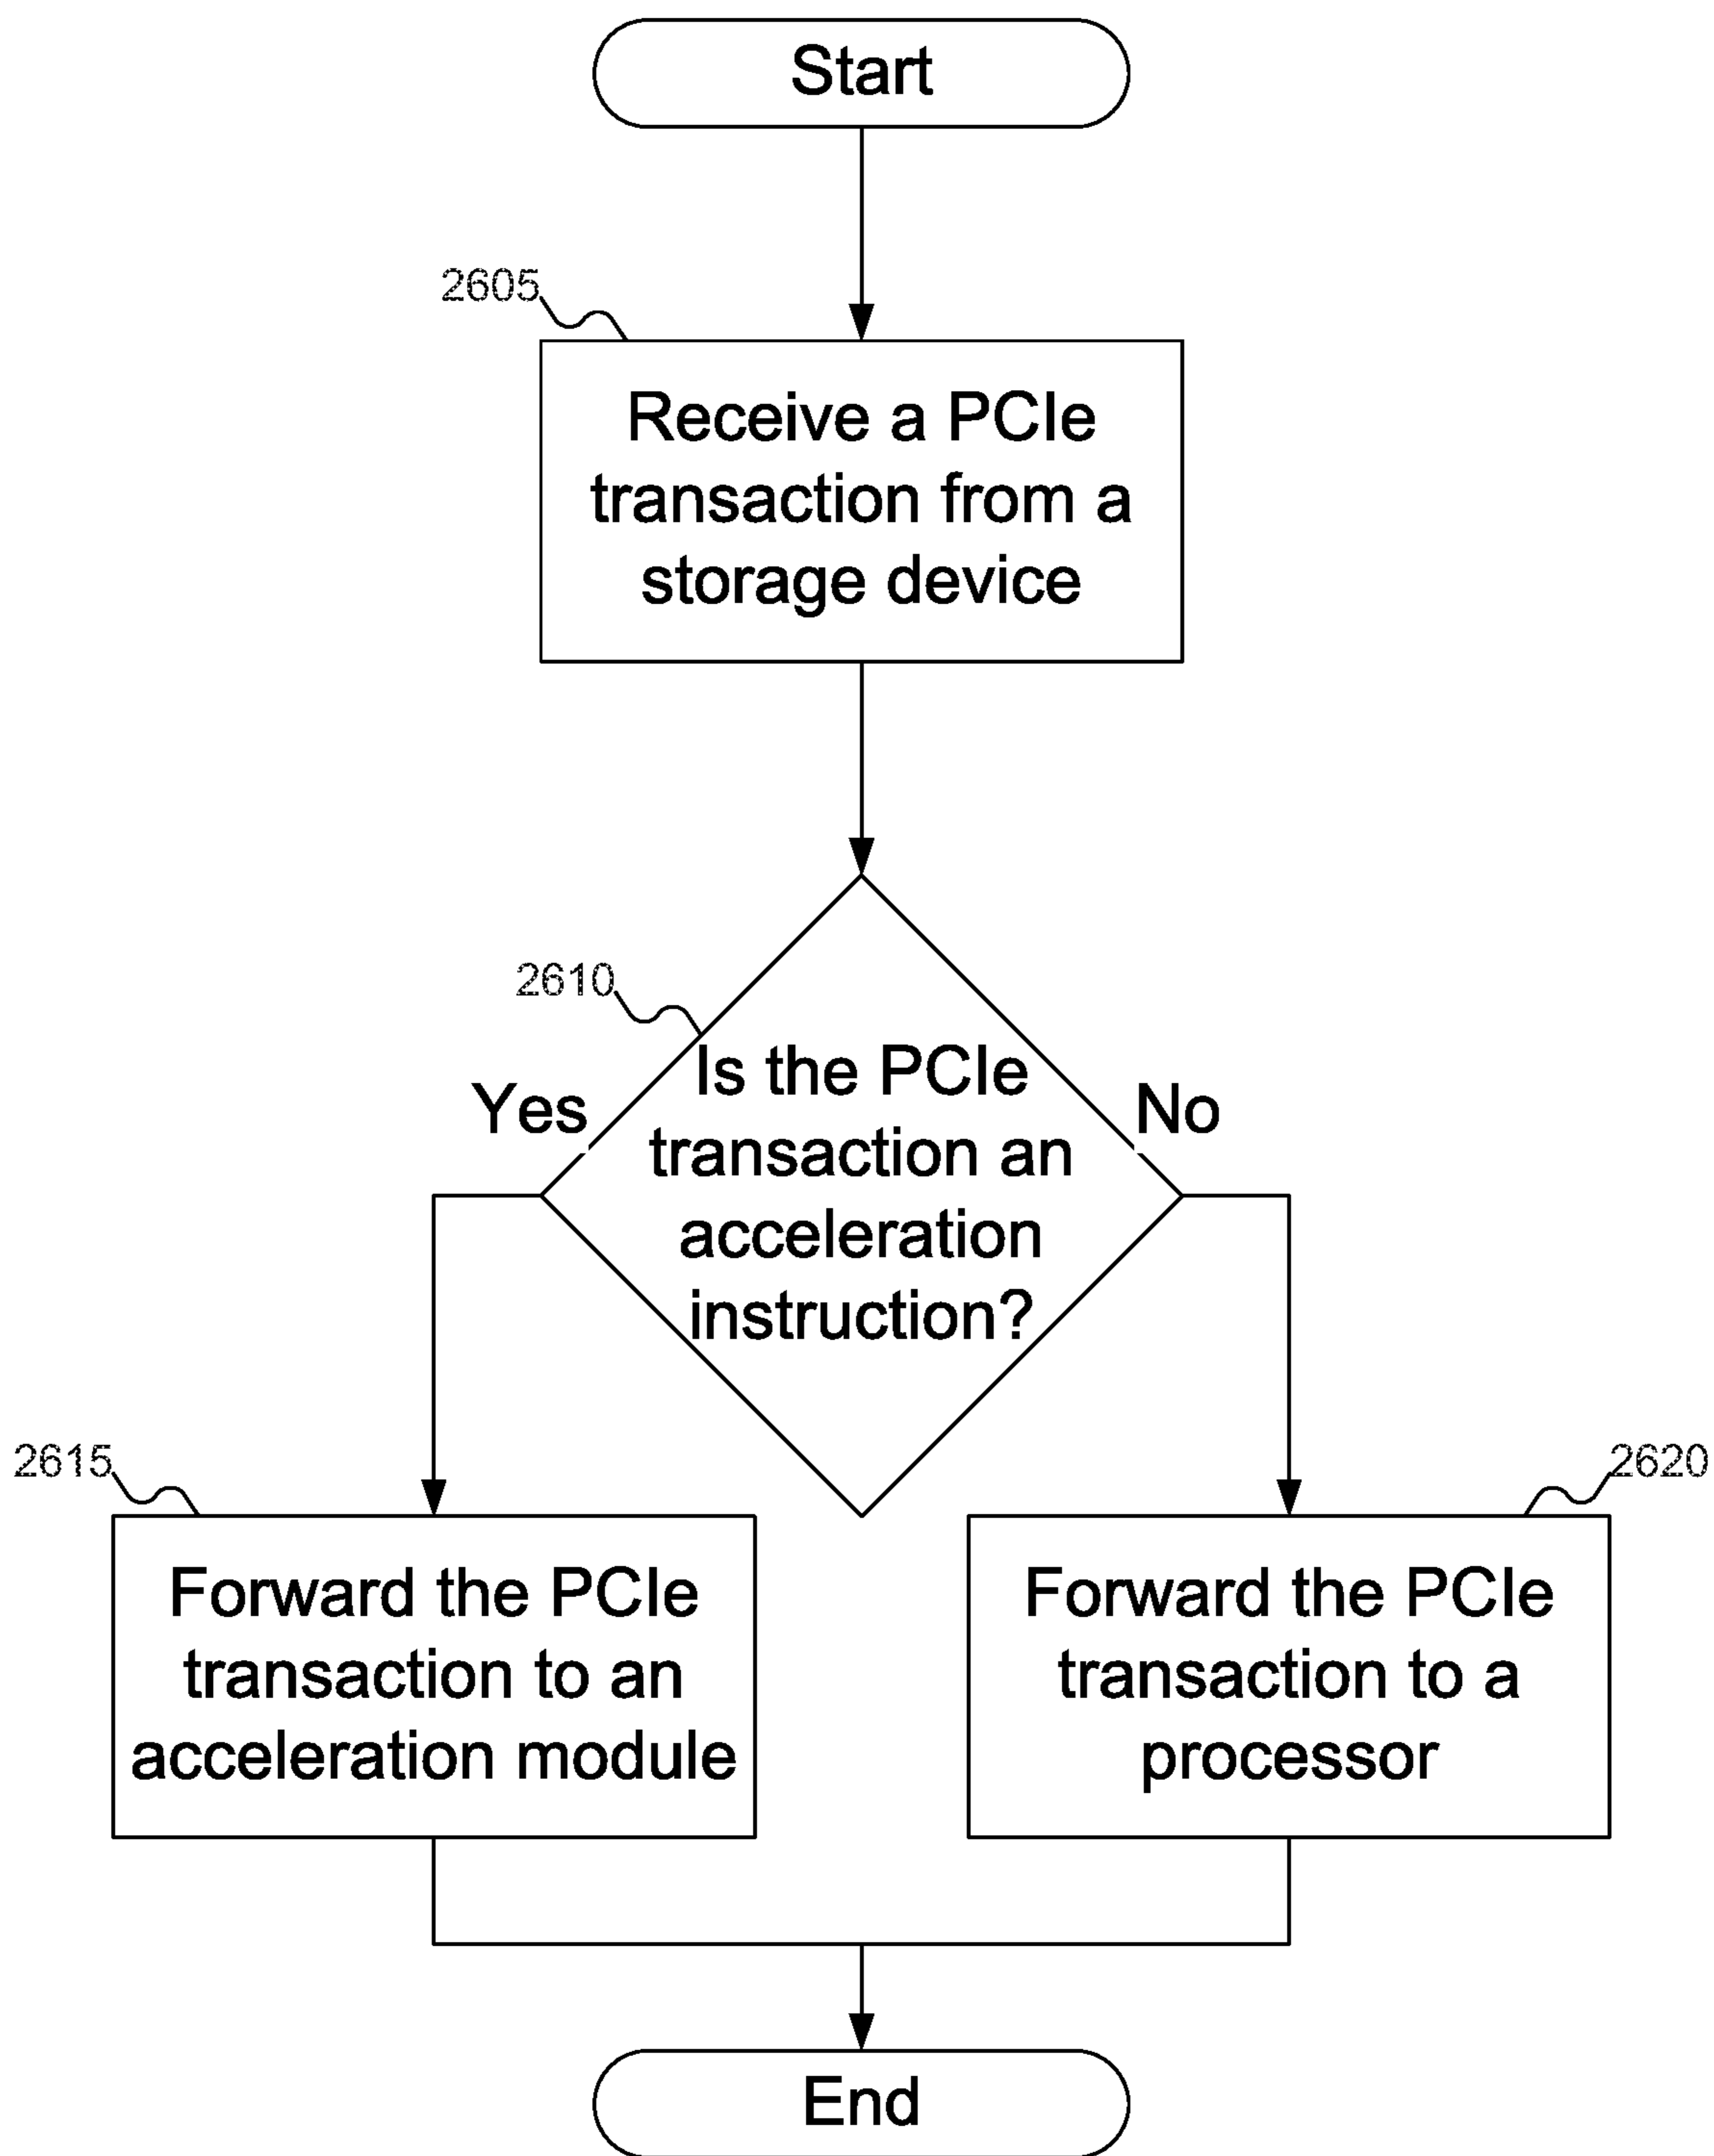 Start
2605
Receive a PCIe
transaction from a
storage device
2610
Is the PCIe
transaction an
acceleration
instruction?
Yes
No
2615
Forward the PCIe
transaction to an
acceleration module
2620
Forward the PCIe
transaction to a
processor
End